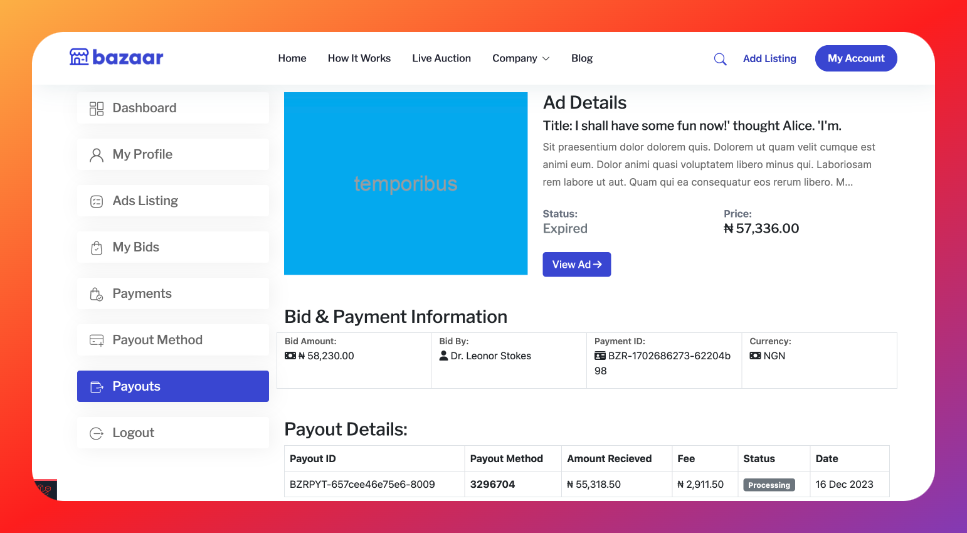 bazaar
Home How It Works Live Auction Company Blog Add Listing My Account
Dashboard
My Profile
Ads Listing
My Bids
Payments
Payout Method
Payouts
Logout
temporibus
Ad Details
Title: I shall have some fun now!' thought Alice. 'I'm.
Sit praesentium dolor dolorem quis. Dolorem ut quam velit cumque est
animi eum. Dolor animi quasi voluptatem libero minus qui. Laboriosam
rem labore ut aut. Quam qui ea consequatur eos rerum libero. M...
Status: Price:
Expired ₦ 57,336.00
View Ad→
Bid & Payment Information
Bid Amount: Bid By: Payment ID: Currency:
₦ 58,230.00 Dr. Leonor Stokes BZR-1702686273-62204b NGN
98
Payout Details:
Payout ID Payout Method Amount Recieved Fee Status Date
BZRPYT-657cee46e75e6-8009 3296704 ₦ 55,318.50 ₦ 2,911.50 Processing 16 Dec 2023